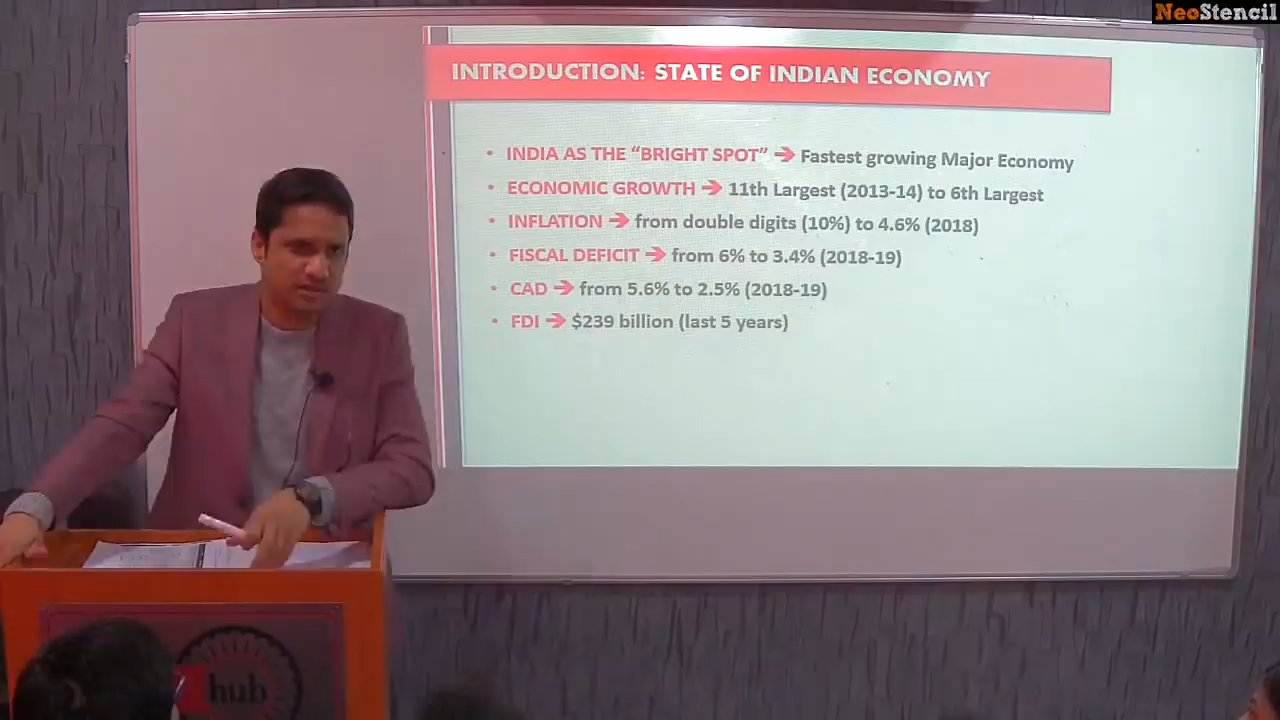 NeoStencil
INTRODUCTION: STATE OF INDIAN ECONOMY
• INDIA AS THE “BRIGHT SPOT” → Fastest growing Major Economy
• ECONOMIC GROWTH → 11th Largest (2013-14) to 6th Largest
• INFLATION → from double digits (10%) to 4.6% (2018)
• FISCAL DEFICIT → from 6% to 3.4% (2018-19)
• CAD → from 5.6% to 2.5% (2018-19)
• FDI → $239 billion (last 5 years)
hub